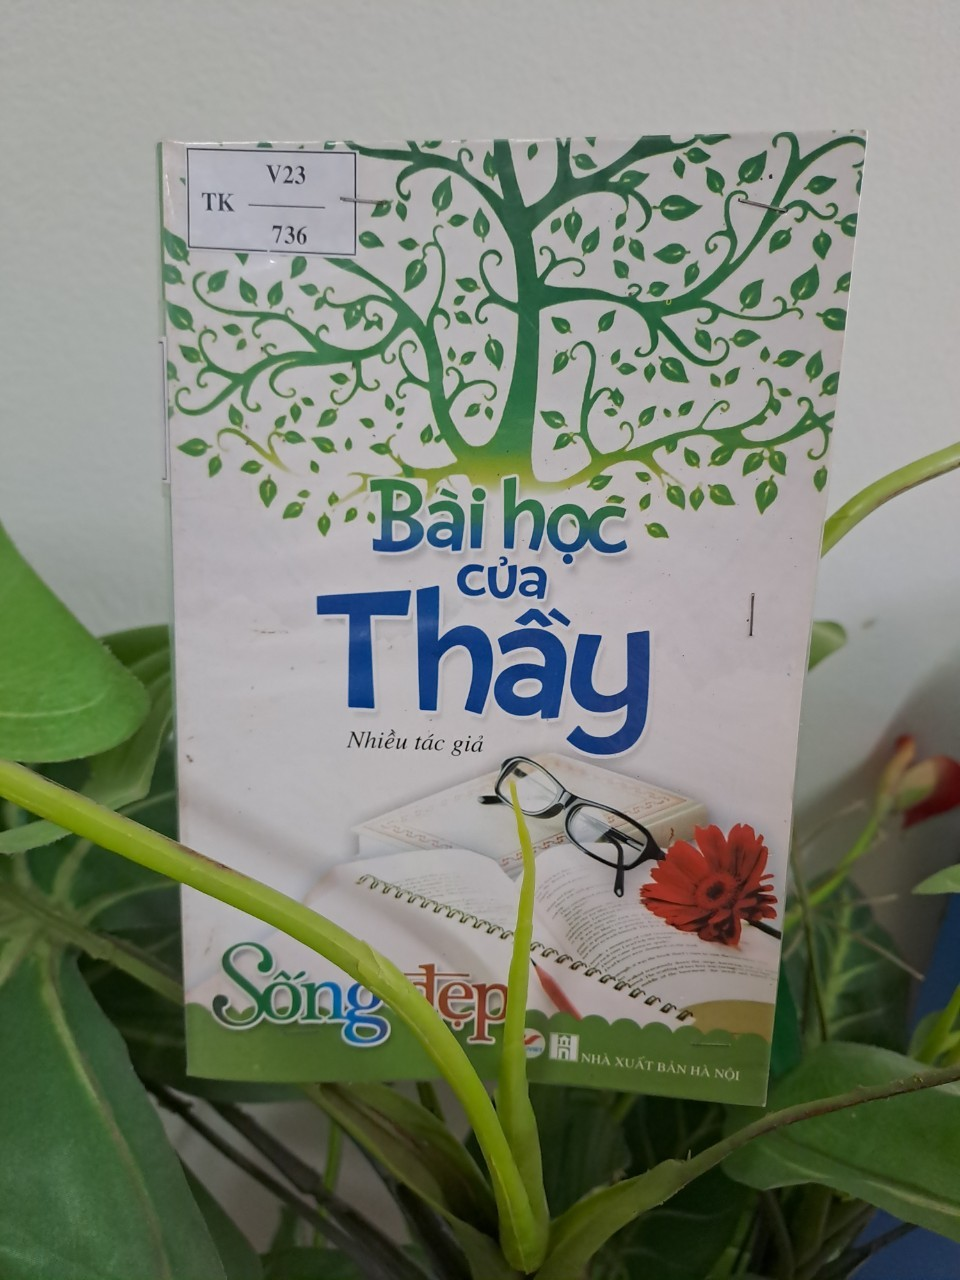 V23
TK
736
Bài học
của
Thầy
Nhiều tác giả
Sống đẹp
NHÀ XUẤT BẢN HÀ NỘI